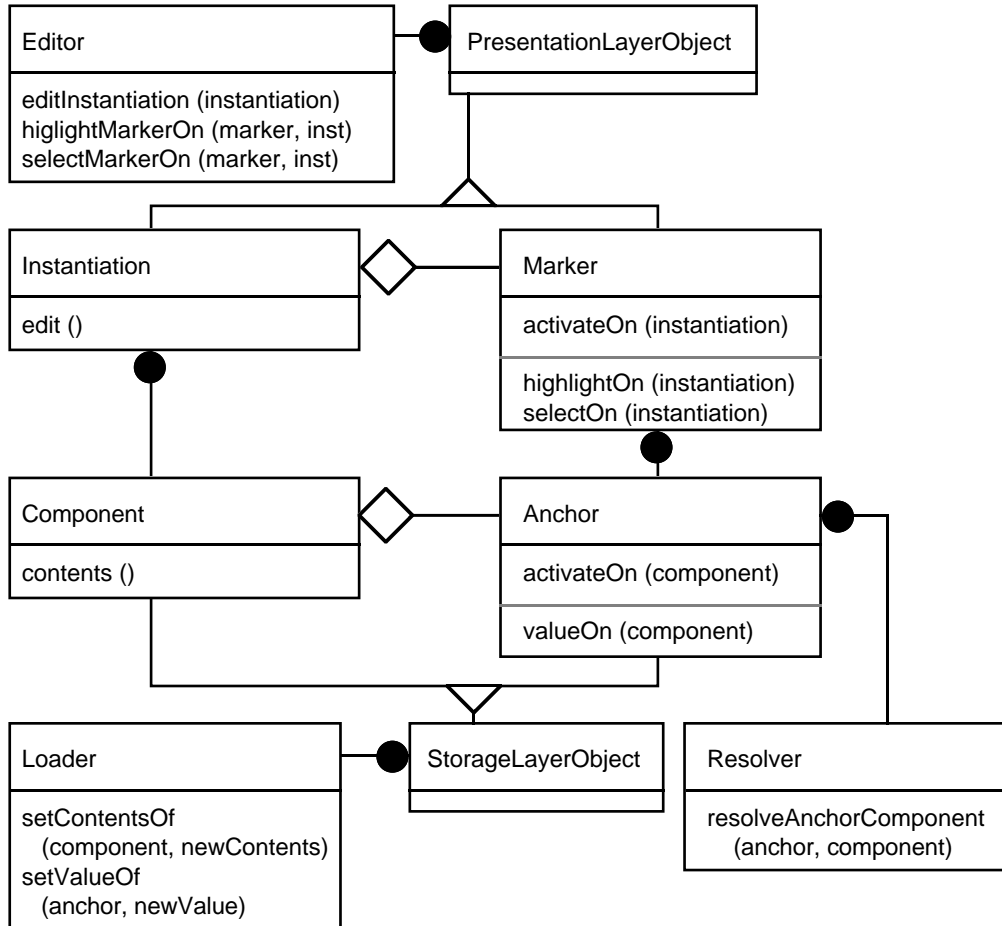 Editor
PresentationLayerObject
editInstantiation (instantiation)
higlightMarkerOn (marker, inst)
selectMarkerOn (marker, inst)
Instantiation
edit ()
Marker
activateOn (instantiation)
highlightOn (instantiation)
selectOn (instantiation)
Component
contents ()
Anchor
activateOn (component)
valueOn (component)
Loader
setContentsOf
(component, newContents)
setValueOf
(anchor, newValue)
StorageLayerObject
Resolver
resolveAnchorComponent
(anchor, component)